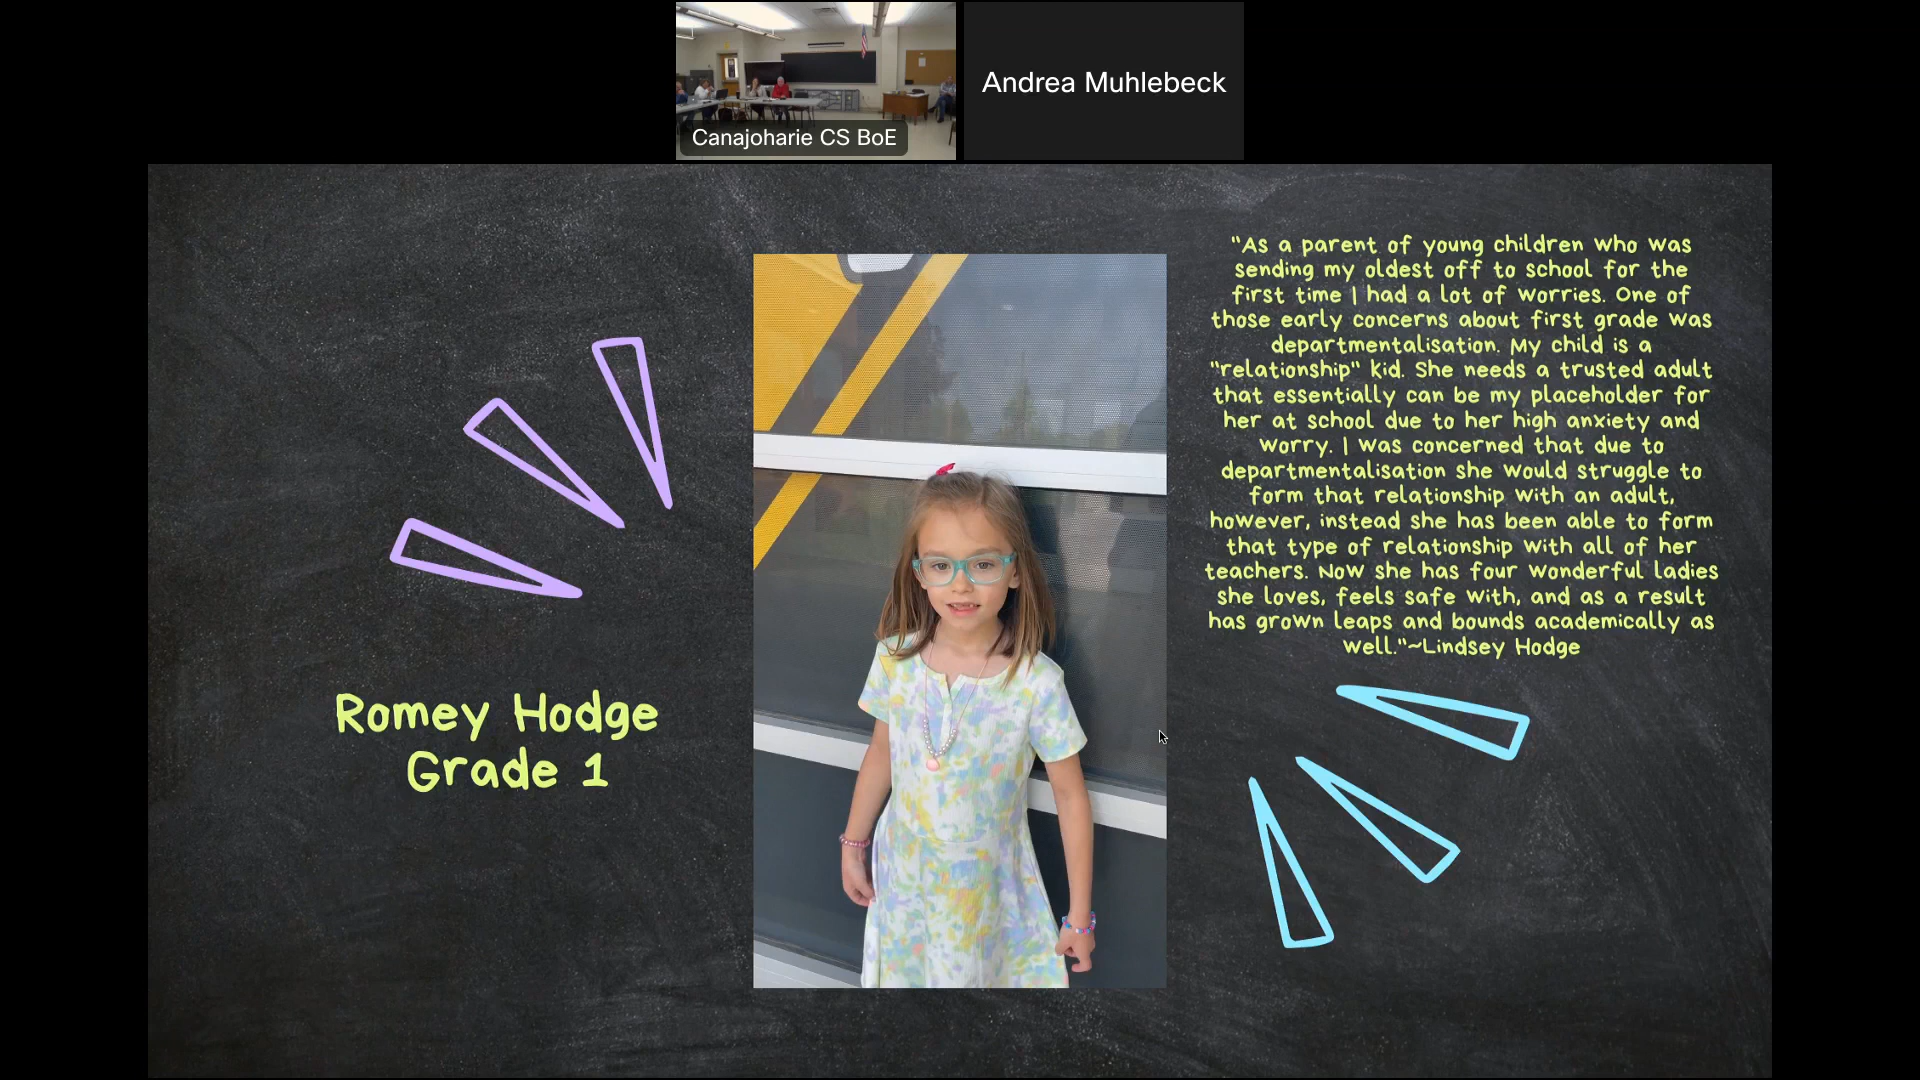 Canajoharie CS BoE
Andrea Muhlebeck
Romey Hodge
Grade 1
"As a parent of young children who was
sending my oldest off to school for the
first time I had a lot of worries. One of
those early concerns about first grade was
departmentalisation. My child is a
"relationship" kid. She needs a trusted adult
that essentially can be my placeholder for
her at school due to her high anxiety and
worry. I was concerned that due to
departmentalisation she would struggle to
form that relationship with an adult,
however, instead she has been able to form
that type of relationship with all of her
teachers. Now she has four wonderful ladies
she loves, feels safe with, and as a result
has grown leaps and bounds academically as
well."~Lindsey Hodge